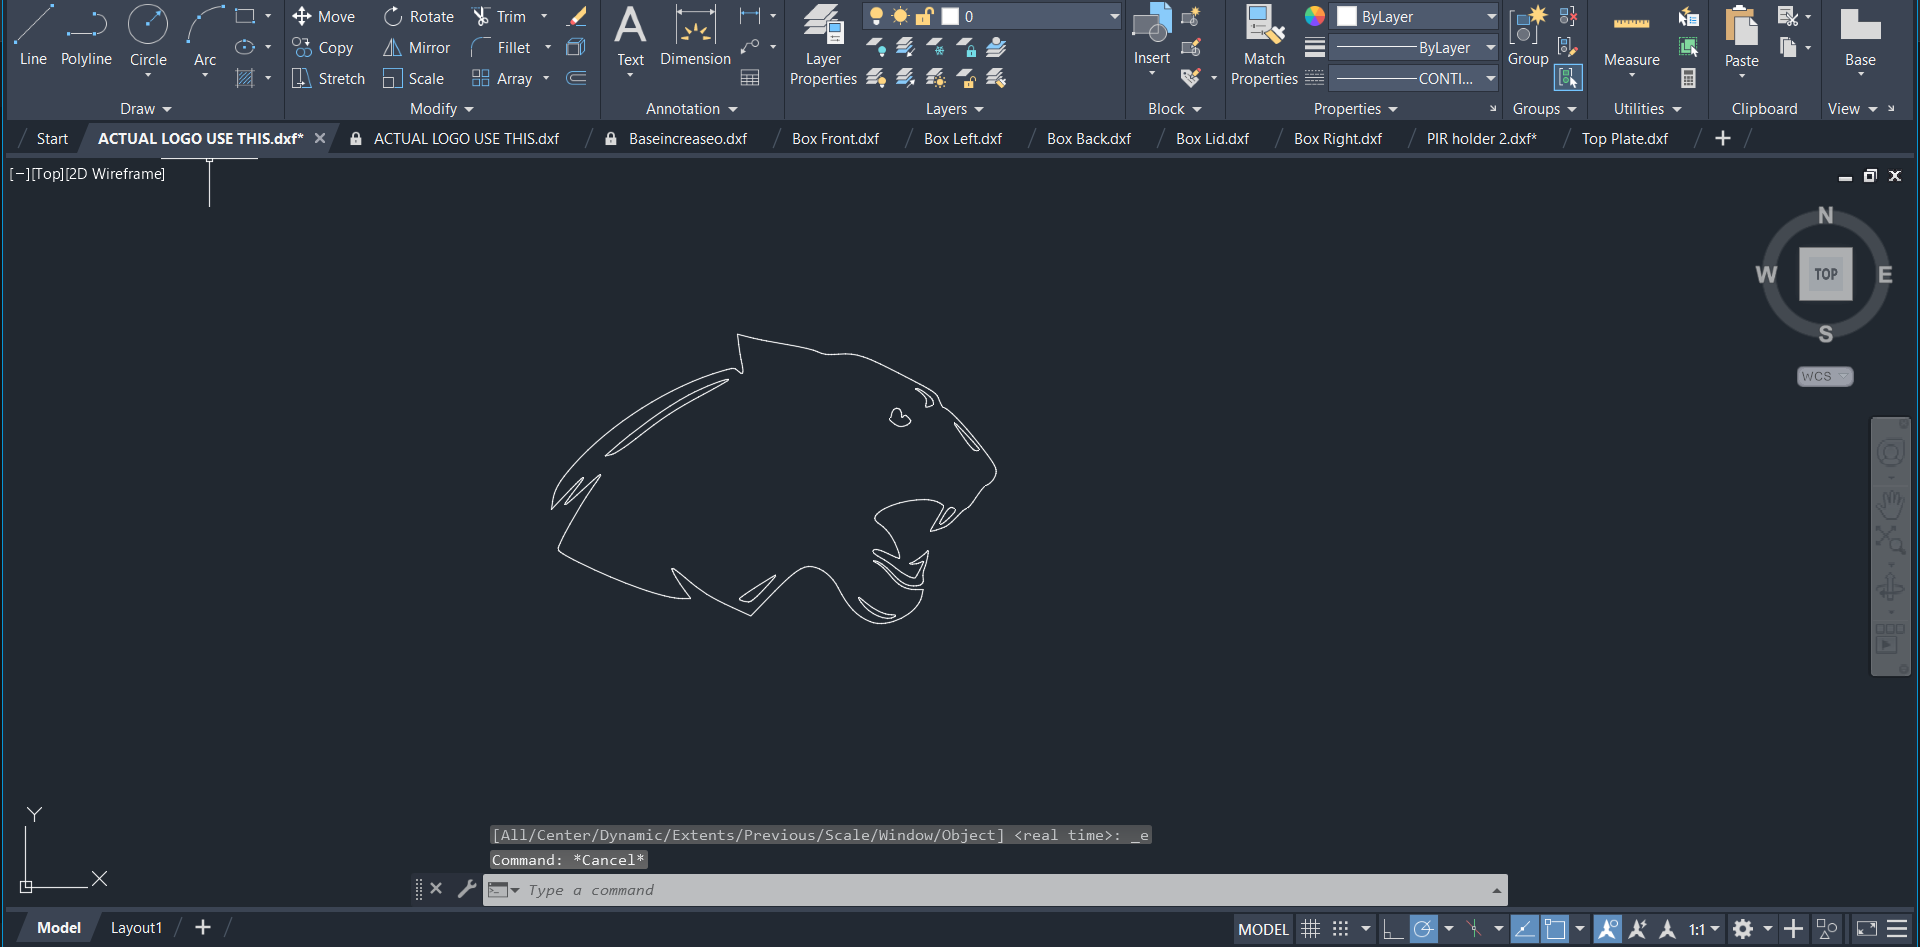 Line Polyline Circle Arc
Draw
Move Rotate Trim
Copy Mirror Fillet
Stretch Scale Array
Modify
Text Dimension
Annotation
Layer Properties
0
Layers
Insert
Block
Match Properties
ByLayer
ByLayer
CONTI...
Properties
Group
Groups
Measure
Utilities
Paste
Clipboard
Base
View
Start ACTUAL LOGO USE THIS.dxf* ACTUAL LOGO USE THIS.dxf Baseincreaseo.dxf Box Front.dxf Box Left.dxf Box Back.dxf Box Lid.dxf Box Right.dxf PIR holder 2.dxf* Top Plate.dxf
[−][Top][2D Wireframe]
N
W TOP E
S
WCS
Y
X
[All/Center/Dynamic/Extents/Previous/Scale/Window/Object] <real time>: _e
Command: *Cancel*
Type a command
Model Layout1
MODEL 1:1